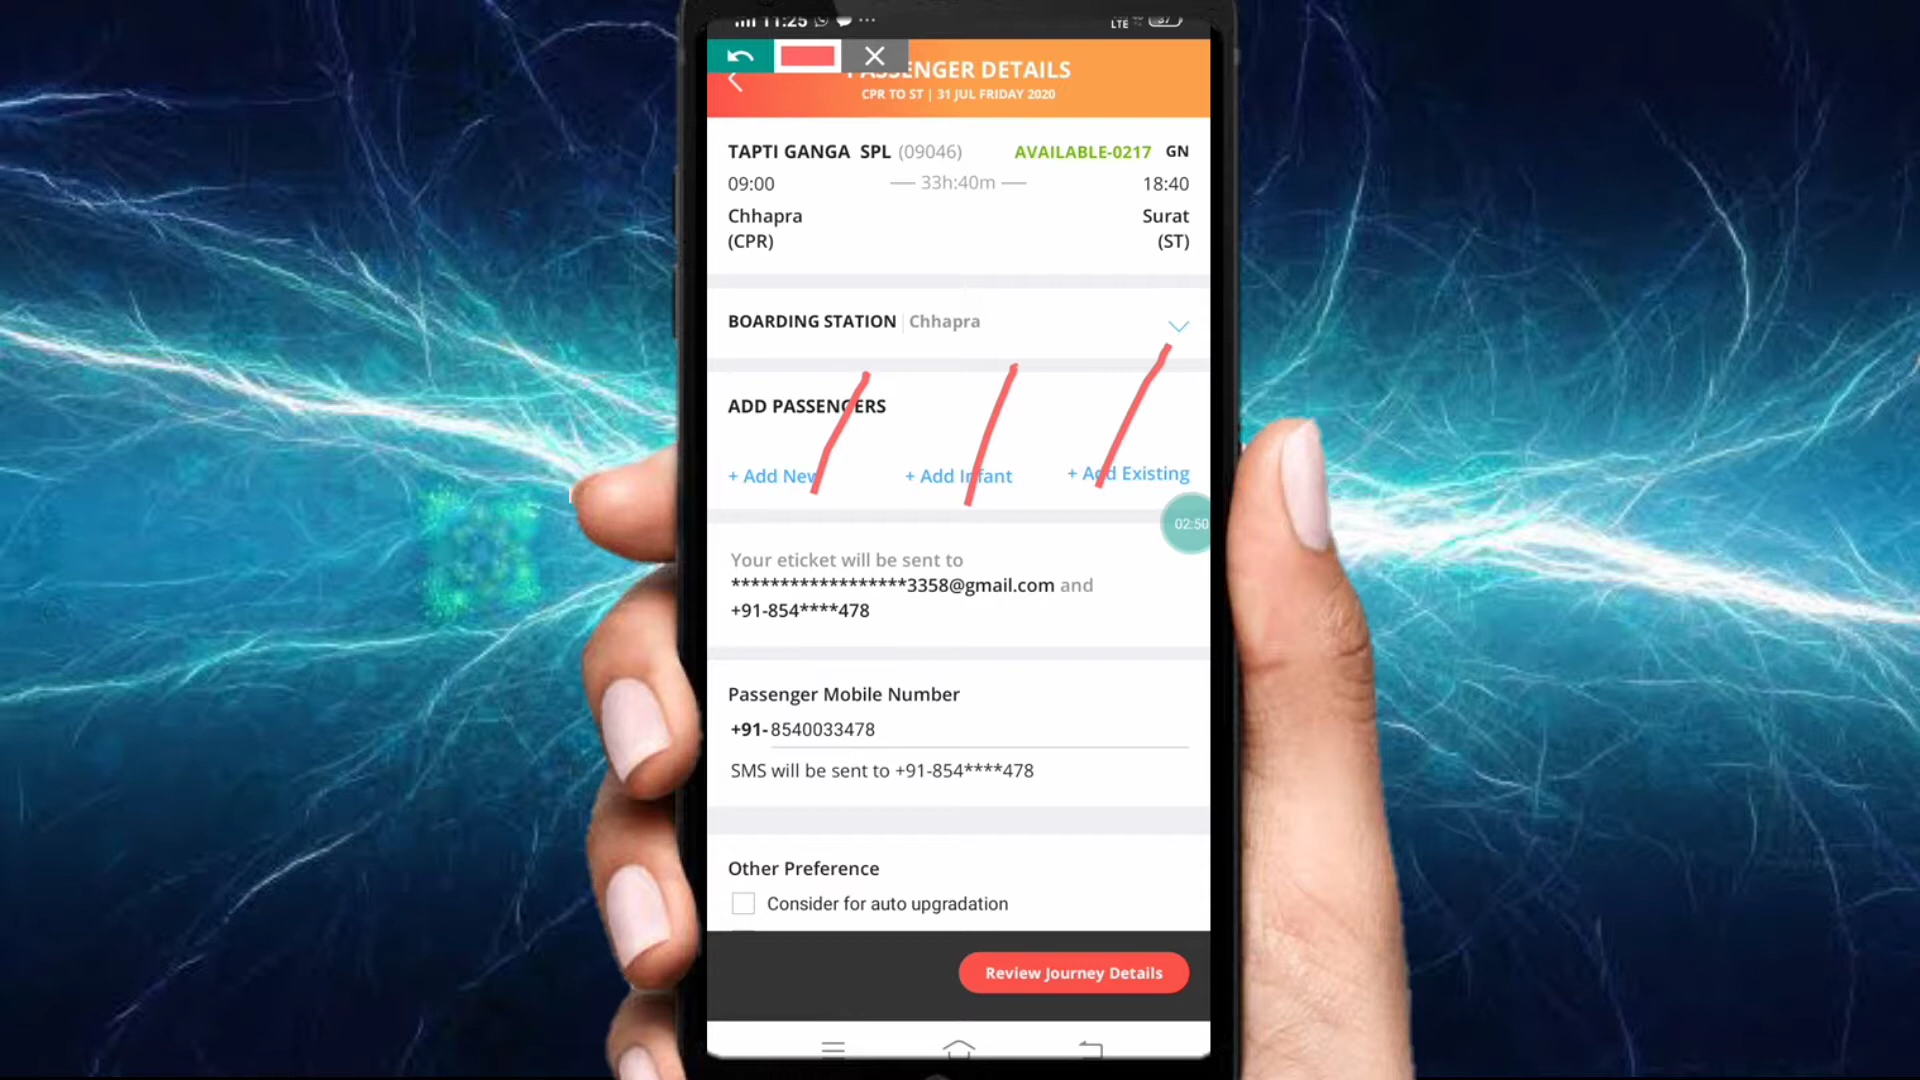 11:25
LTE 37
PASSENGER DETAILS
CPR TO ST | 31 JUL FRIDAY 2020
TAPTI GANGA SPL (09046) AVAILABLE-0217 GN
09:00 33h:40m 18:40
Chhapra Surat
(CPR) (ST)
BOARDING STATION | Chhapra
ADD PASSENGERS
+ Add New + Add Infant + Add Existing
02:50
Your eticket will be sent to
******************3358@gmail.com and
+91-854****478
Passenger Mobile Number
+91-8540033478
SMS will be sent to +91-854****478
Other Preference
Consider for auto upgradation
Review Journey Details